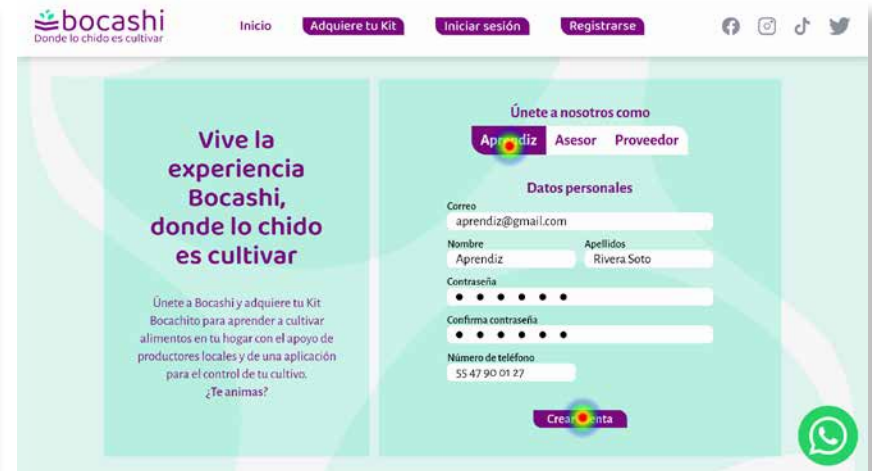 bocashi
Donde lo chido es cultivar
Inicio
Adquiere tu Kit
Iniciar sesión
Registrarse
Vive la
experiencia
Bocashi,
donde lo chido
es cultivar
Únete a Bocashi y adquiere tu Kit
Bocachito para aprender a cultivar
alimentos en tu hogar con el apoyo de
productores locales y de una aplicación
para el control de tu cultivo.
¿Te animas?
Únete a nosotros como
Aprendiz Asesor Proveedor
Datos personales
Correo
aprendiz@gmail.com
Nombre Apellidos
Aprendiz Rivera Soto
Contraseña
Confirma contraseña
Número de teléfono
55 47 90 01 27
Crear cuenta